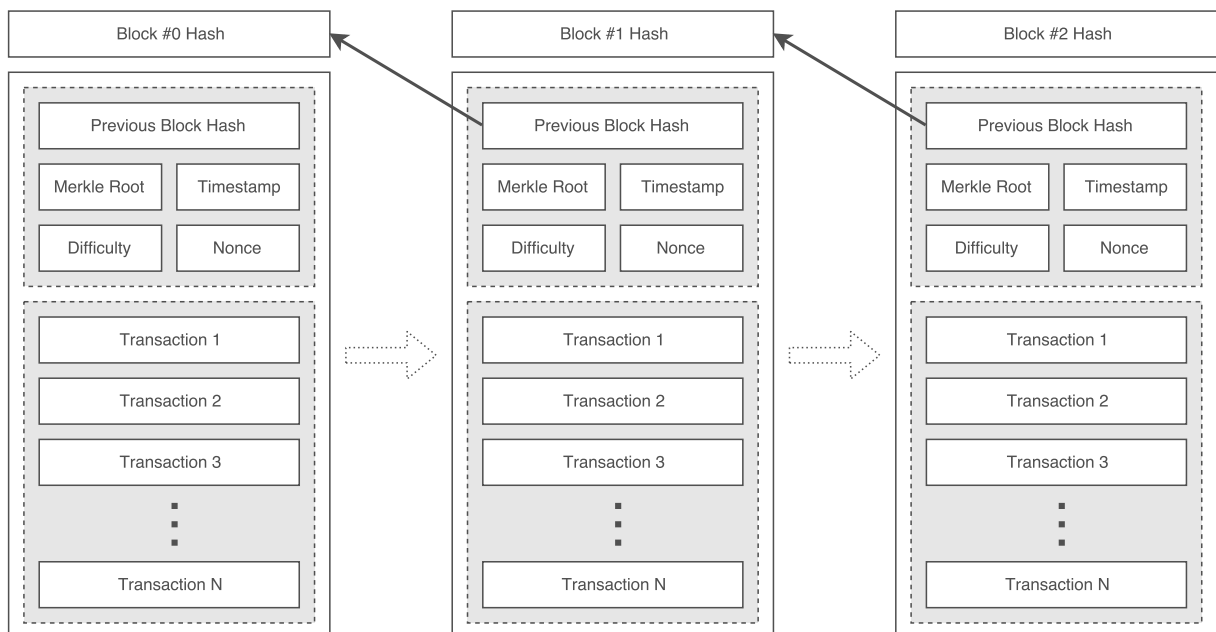 Block #0 Hash
Previous Block Hash
Merkle Root
Timestamp
Difficulty
Nonce
Transaction 1
Transaction 2
Transaction 3
Transaction N
Block #1 Hash
Previous Block Hash
Merkle Root
Timestamp
Difficulty
Nonce
Transaction 1
Transaction 2
Transaction 3
Transaction N
Block #2 Hash
Previous Block Hash
Merkle Root
Timestamp
Difficulty
Nonce
Transaction 1
Transaction 2
Transaction 3
Transaction N